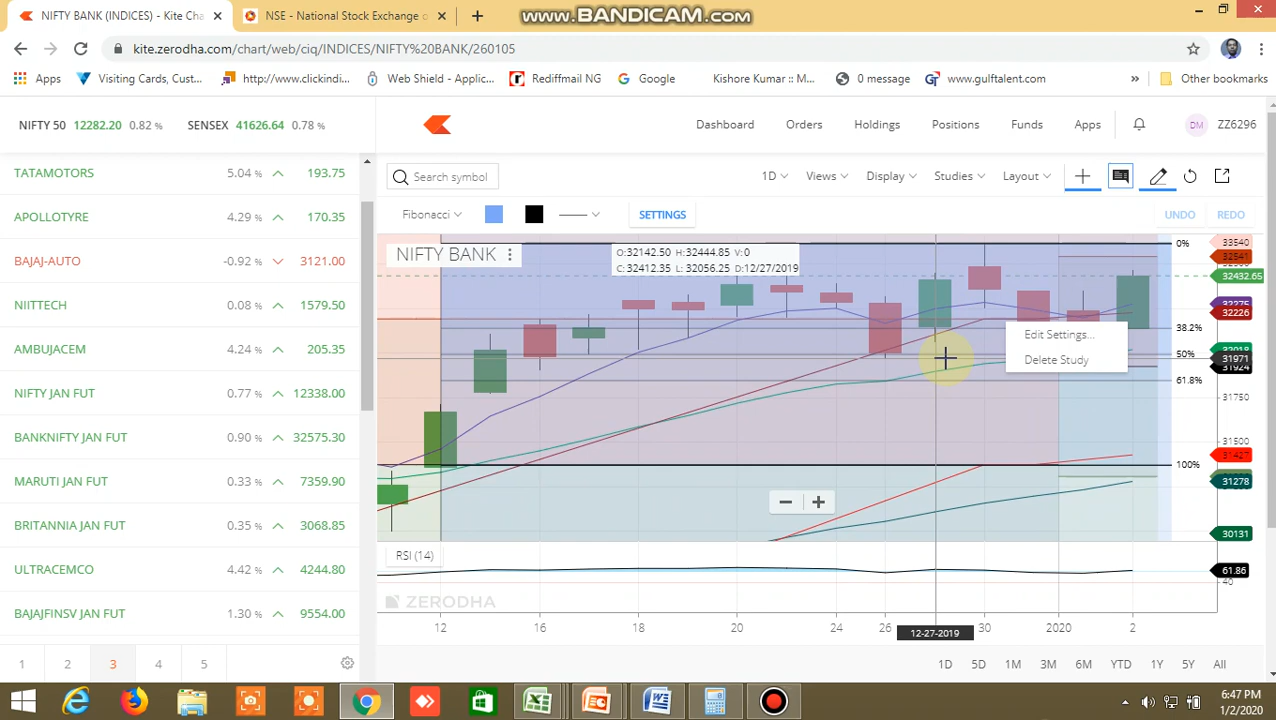 NIFTY BANK (INDICES) - Kite Cha
NSE - National Stock Exchange o
www.BANDICAM.com
kite.zerodha.com/chart/web/ciq/INDICES/NIFTY%20BANK/260105
Apps
Visiting Cards, Cust...
http://www.clickindi...
Web Shield - Applic...
Rediffmail NG
Google
Kishore Kumar :: M...
0 message
www.gulftalent.com
»
Other bookmarks
NIFTY 50 12282.20 0.82 %
SENSEX 41626.64 0.78 %
Dashboard
Orders
Holdings
Positions
Funds
Apps
DM
ZZ6296
TATAMOTORS 5.04 % 193.75
APOLLOTYRE 4.29 % 170.35
BAJAJ-AUTO -0.92 % 3121.00
NIITTECH 0.08 % 1579.50
AMBUJACEM 4.24 % 205.35
NIFTY JAN FUT 0.77 % 12338.00
BANKNIFTY JAN FUT 0.90 % 32575.30
MARUTI JAN FUT 0.33 % 7359.90
BRITANNIA JAN FUT 0.35 % 3068.85
ULTRACEMCO 4.42 % 4244.80
BAJAJFINSV JAN FUT 1.30 % 9554.00
1 2 3 4 5
Search symbol
1D
Views
Display
Studies
Layout
Fibonacci
SETTINGS
UNDO
REDO
NIFTY BANK
O:32142.50 H:32444.85 V:0
C:32412.35 L:32056.25 D:12/27/2019
0%
38.2%
50%
61.8%
100%
Edit Settings...
Delete Study
33540
32541
32432.65
32275
32226
31971
31924
31750
31500
31427
31278
30131
RSI (14)
61.86
40
ZERODHA
12 16 18 20 24 26 30 2020 2
12-27-2019
1D 5D 1M 3M 6M YTD 1Y 5Y All
6:47 PM
1/2/2020